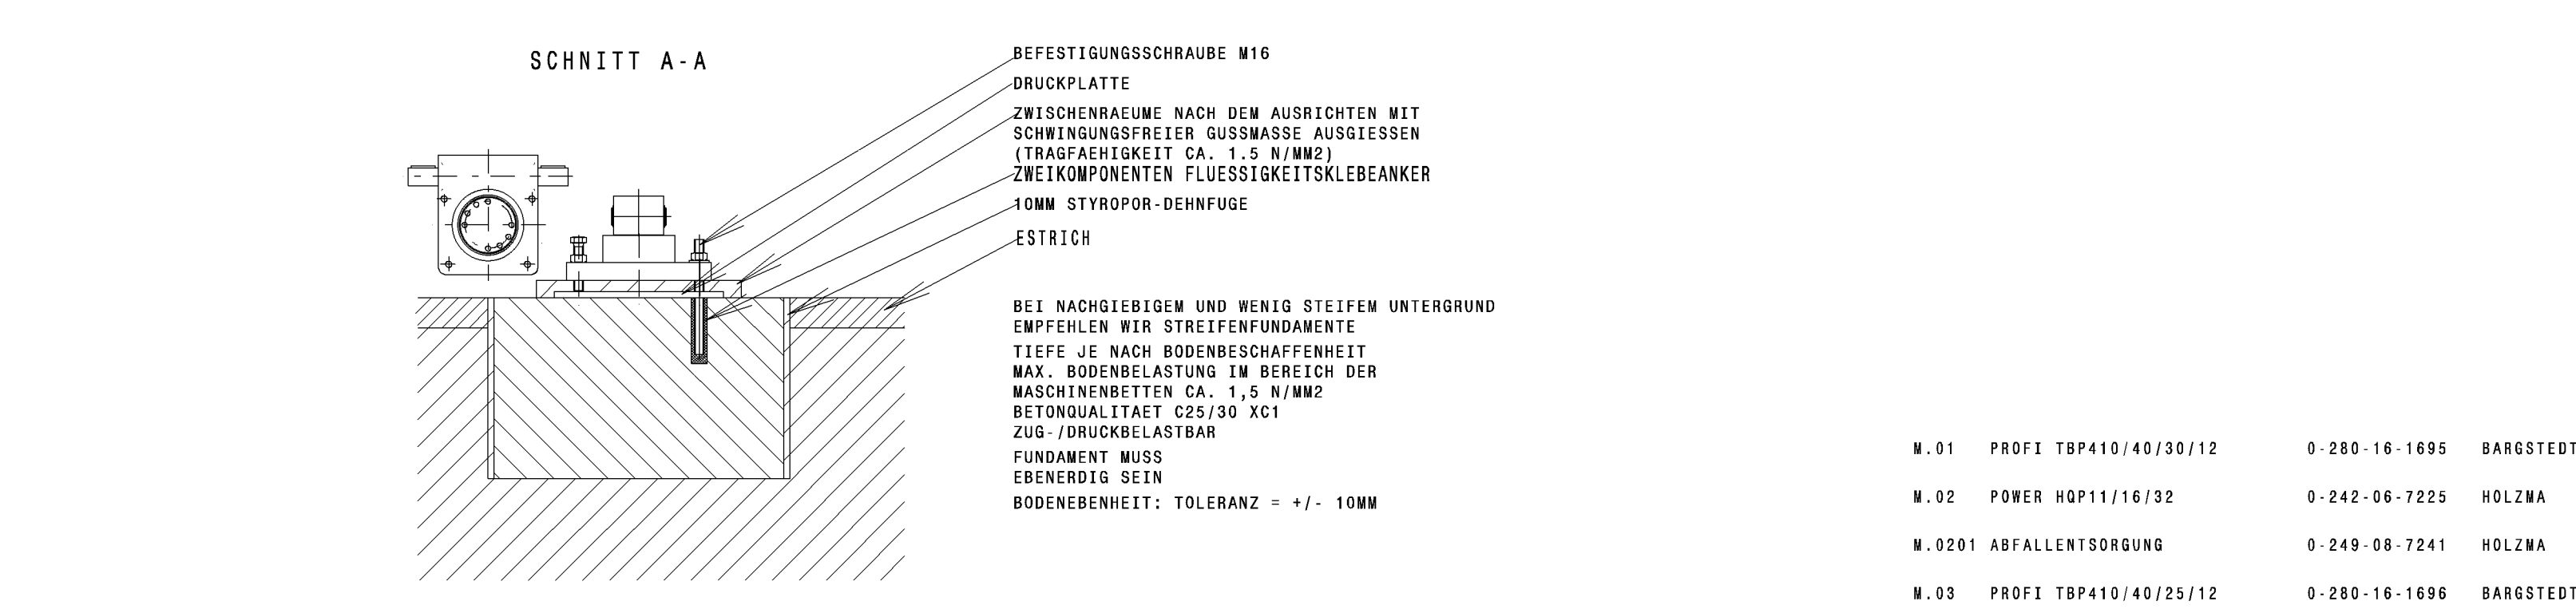 SCHNITT A-A
BEFESTIGUNGSSCHRAUBE M16
DRUCKPLATTE
ZWISCHENRAEUME NACH DEM AUSRICHTEN MIT
SCHWINGUNGSFREIER GUSSMASSE AUSGIESSEN
(TRAGFAEHIGKEIT CA. 1.5 N/MM2)
ZWEIKOMPONENTEN FLUESSIGKEITSKLEBEANKER
10MM STYROPOR-DEHNFUGE
ESTRICH
BEI NACHGIEBIGEM UND WENIG STEIFEM UNTERGRUND
EMPFEHLEN WIR STREIFENFUNDAMENTE
TIEFE JE NACH BODENBESCHAFFENHEIT
MAX. BODENBELASTUNG IM BEREICH DER
MASCHINENBETTEN CA. 1,5 N/MM2
BETONQUALITAET C25/30 XC1
ZUG-/DRUCKBELASTBAR
FUNDAMENT MUSS
EBENERDIG SEIN
BODENEBENHEIT: TOLERANZ = +/- 10MM
M.01 PROFI TBP410/40/30/12 0-280-16-1695 BARGSTEDT
M.02 POWER HQP11/16/32 0-242-06-7225 HOLZMA
M.0201 ABFALLENTSORGUNG 0-249-08-7241 HOLZMA
M.03 PROFI TBP410/40/25/12 0-280-16-1696 BARGSTEDT